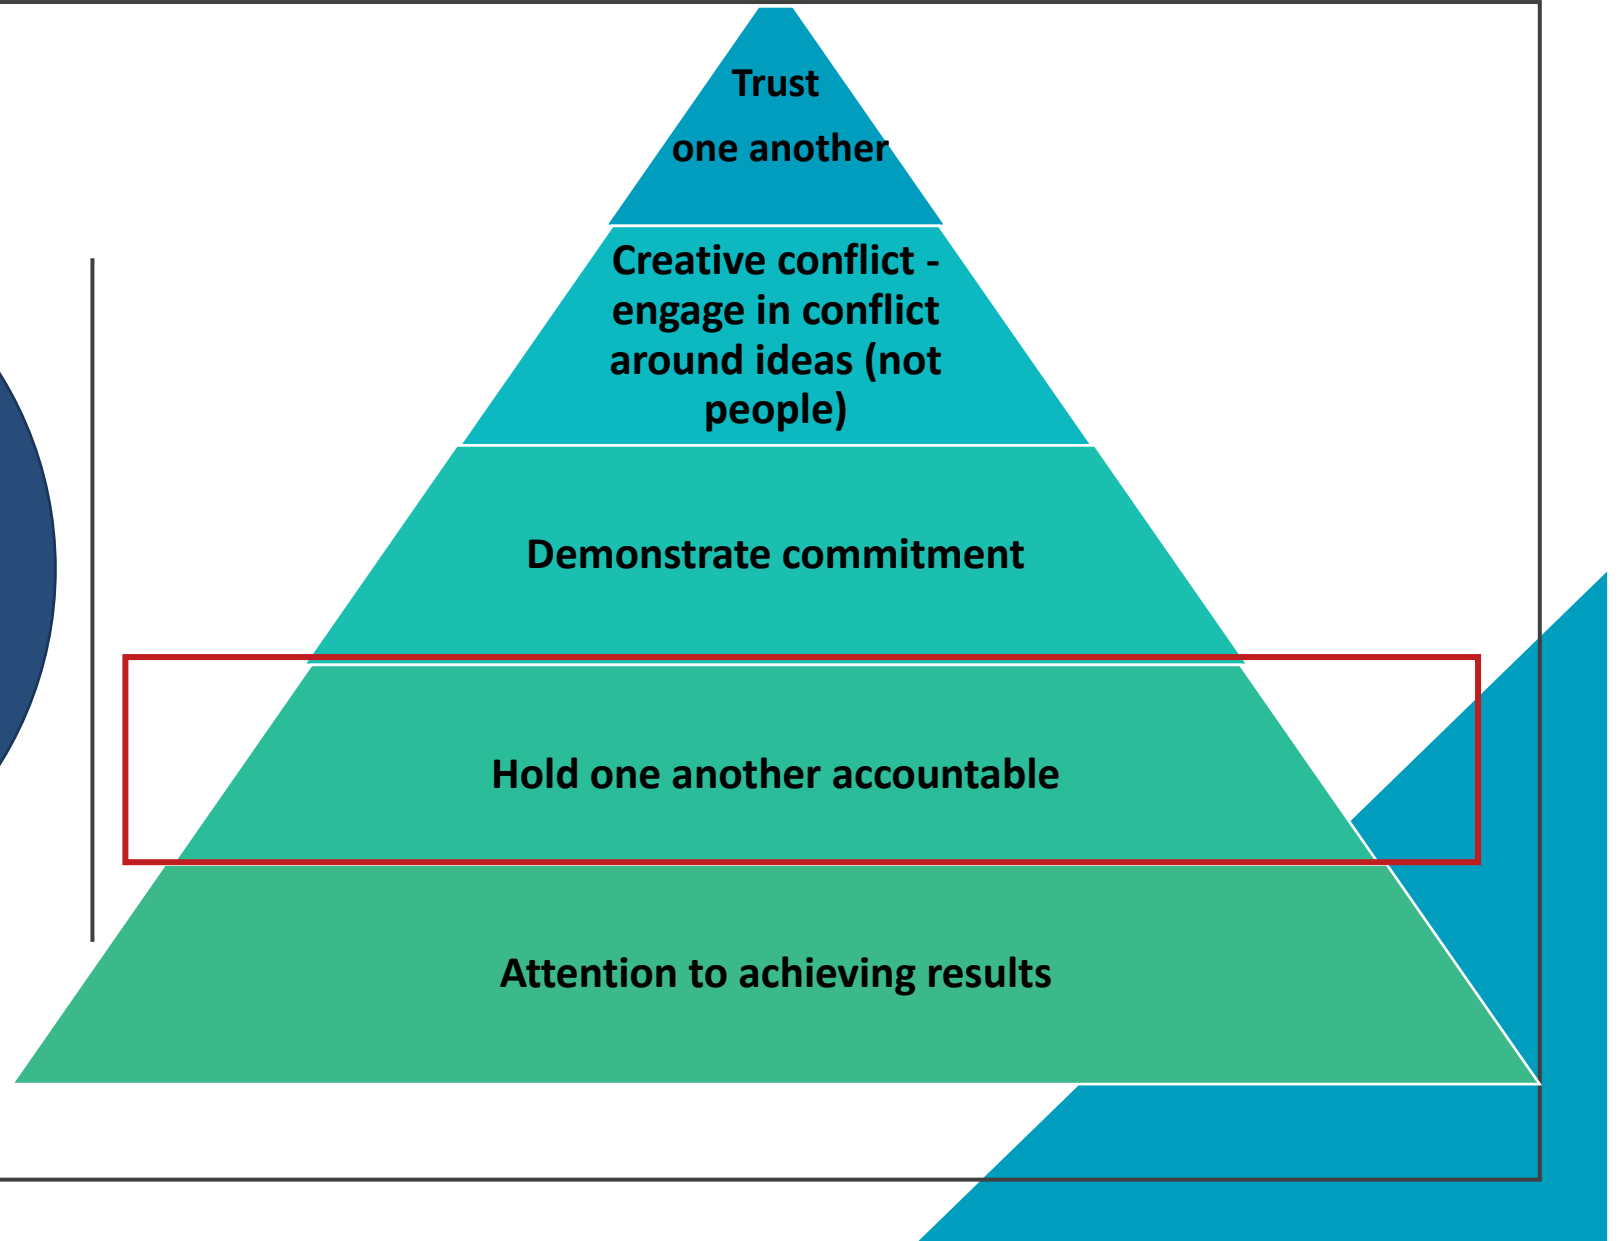 Trust
one another
Creative conflict -
engage in conflict
around ideas (not
people)
Demonstrate commitment
Hold one another accountable
Attention to achieving results